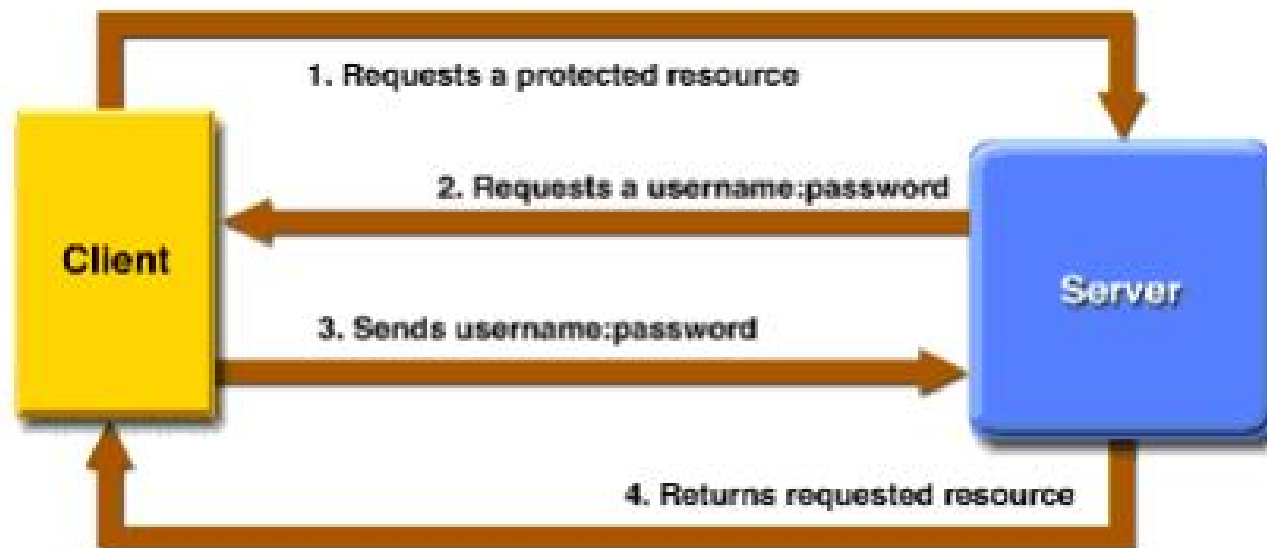 1. Requests a protected resource
2. Requests a username:password
Client
Server
3. Sends username:password
4. Returns requested resource